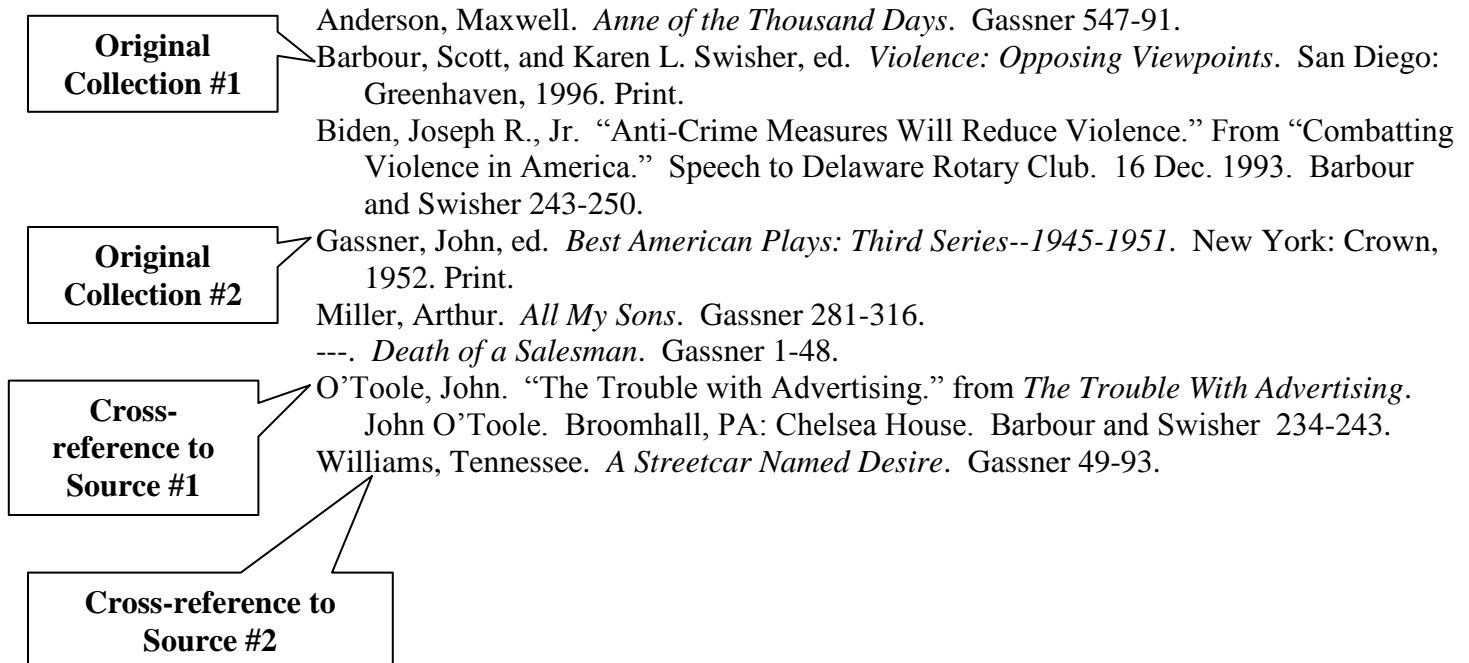 Anderson, Maxwell.  Anne of the Thousand Days.  Gassner 547-91.
Original
Collection #1
Barbour, Scott, and Karen L. Swisher, ed.  Violence: Opposing Viewpoints.  San Diego:
Greenhaven, 1996. Print.
Biden, Joseph R., Jr.  “Anti-Crime Measures Will Reduce Violence.” From “Combatting
Violence in America.”  Speech to Delaware Rotary Club.  16 Dec. 1993.  Barbour
and Swisher 243-250.
Original
Collection #2
Gassner, John, ed.  Best American Plays: Third Series--1945-1951.  New York: Crown,
1952. Print.
Miller, Arthur.  All My Sons.  Gassner 281-316.
---.  Death of a Salesman.  Gassner 1-48.
Cross-
reference to
Source #1
O’Toole, John.  “The Trouble with Advertising.” from The Trouble With Advertising.
John O’Toole.  Broomhall, PA: Chelsea House.  Barbour and Swisher  234-243.
Williams, Tennessee.  A Streetcar Named Desire.  Gassner 49-93.
Cross-reference to
Source #2